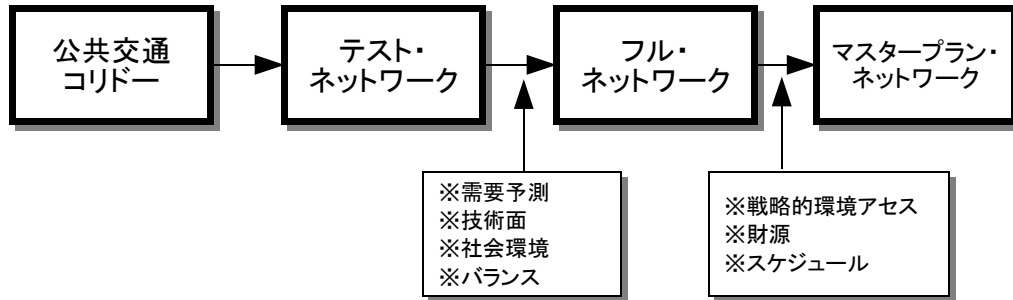 公共交通
コリドー
テスト・
ネットワーク
フル・
ネットワーク
マスタープラン・
ネットワーク
※需要予測
※技術面
※社会環境
※バランス
※戦略的環境アセス
※財源
※スケジュール